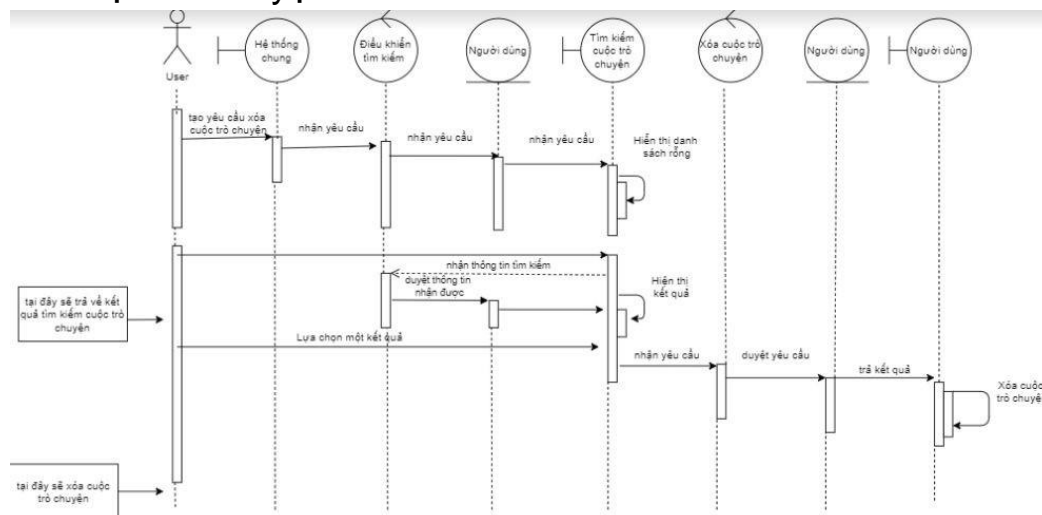 User
Hệ thống
chung
Điều khiển
tìm kiếm
Người dùng
Tìm kiếm
cuộc trò
chuyện
Xóa cuộc trò
chuyện
Người dùng
Người dùng
tạo yêu cầu xóa
cuộc trò chuyện
nhận yêu cầu
nhận yêu cầu
nhận yêu cầu
Hiển thị danh
sách rỗng
nhận thông tin tìm kiếm
duyệt thông tin
nhận được
Hiện thị
kết quả
tại đây sẽ trả về kết
quả tìm kiếm cuộc trò
chuyện
Lựa chọn một kết quả
nhận yêu cầu
duyệt yêu cầu
trả kết quả
Xóa cuộc
trò chuyện
tại đây sẽ xóa cuộc
trò chuyện